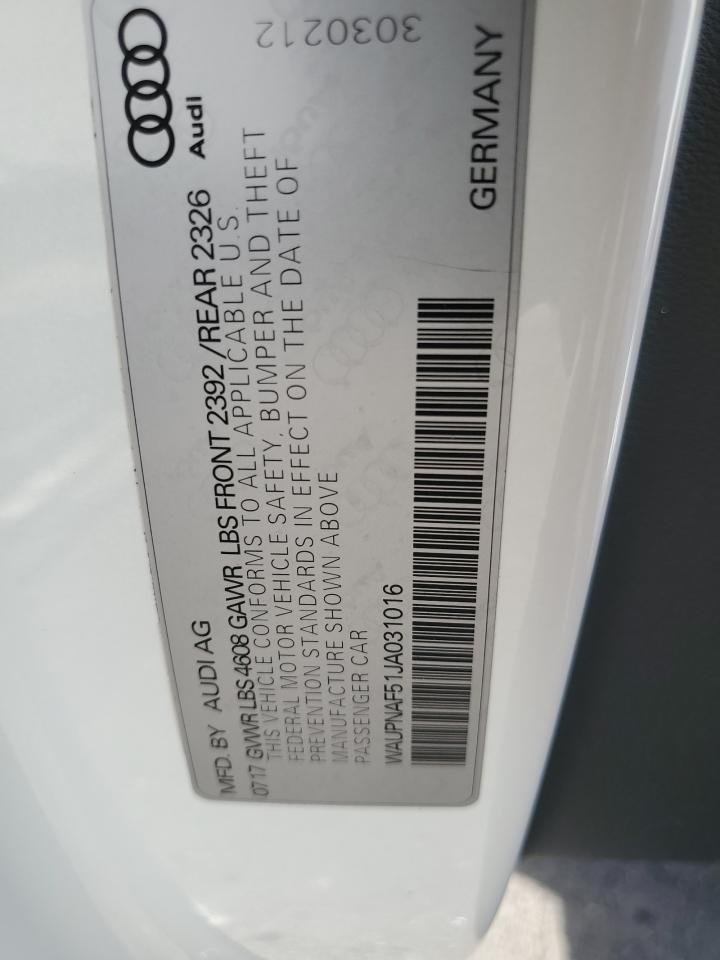 MFD. BY AUDI AG
Audi
0717 GVWR LBS 4608 GAWR LBS FRONT 2392 /REAR 2326
THIS VEHICLE CONFORMS TO ALL APPLICABLE U.S.
FEDERAL MOTOR VEHICLE SAFETY, BUMPER AND THEFT
PREVENTION STANDARDS IN EFFECT ON THE DATE OF
MANUFACTURE SHOWN ABOVE
PASSENGER CAR
WAUPNAF51JA031016
GERMANY
3030212